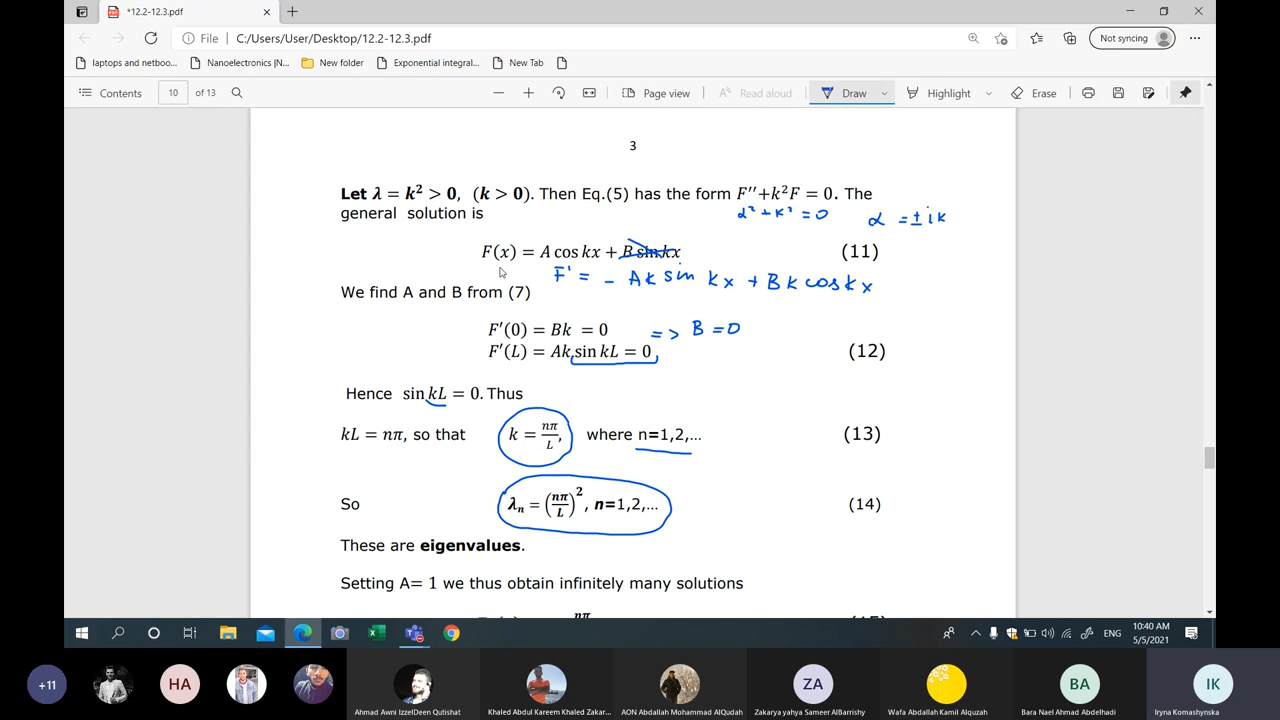 *12.2-12.3.pdf
File C:/Users/User/Desktop/12.2-12.3.pdf
Not syncing
laptops and netboo... Nanoelectronics |N... New folder Exponential integral... New Tab
Contents 10 of 13 Page view Read aloud Draw Highlight Erase
3
Let λ = k² > 0, (k > 0). Then Eq.(5) has the form F''+k²F = 0. The
α² + k² = 0 α = ± i k
general solution is
F(x) = A cos kx + B sin kx (11)
F' = - Ak sin kx + Bk cos kx
We find A and B from (7)
F'(0) = Bk = 0 => B = 0
F'(L) = Ak sin kL = 0 (12)
Hence sin kL = 0. Thus
kL = nπ, so that k = nπ/L, where n=1,2,... (13)
So λn = (nπ/L)², n=1,2,... (14)
These are eigenvalues.
Setting A= 1 we thus obtain infinitely many solutions
nπ
ENG 10:40 AM
5/5/2021
+11 HA ZA BA IK
Ahmad Awni IzzelDeen Qutishat Khaled Abdul Kareem Khaled Zakar... AON Abdallah Mohammad AlQudah Zakarya yahya Sameer AlBarrishy Wafa Abdallah Kamil Alquzah Bara Nael Ahmad Abdelhadi Iryna Komashynska